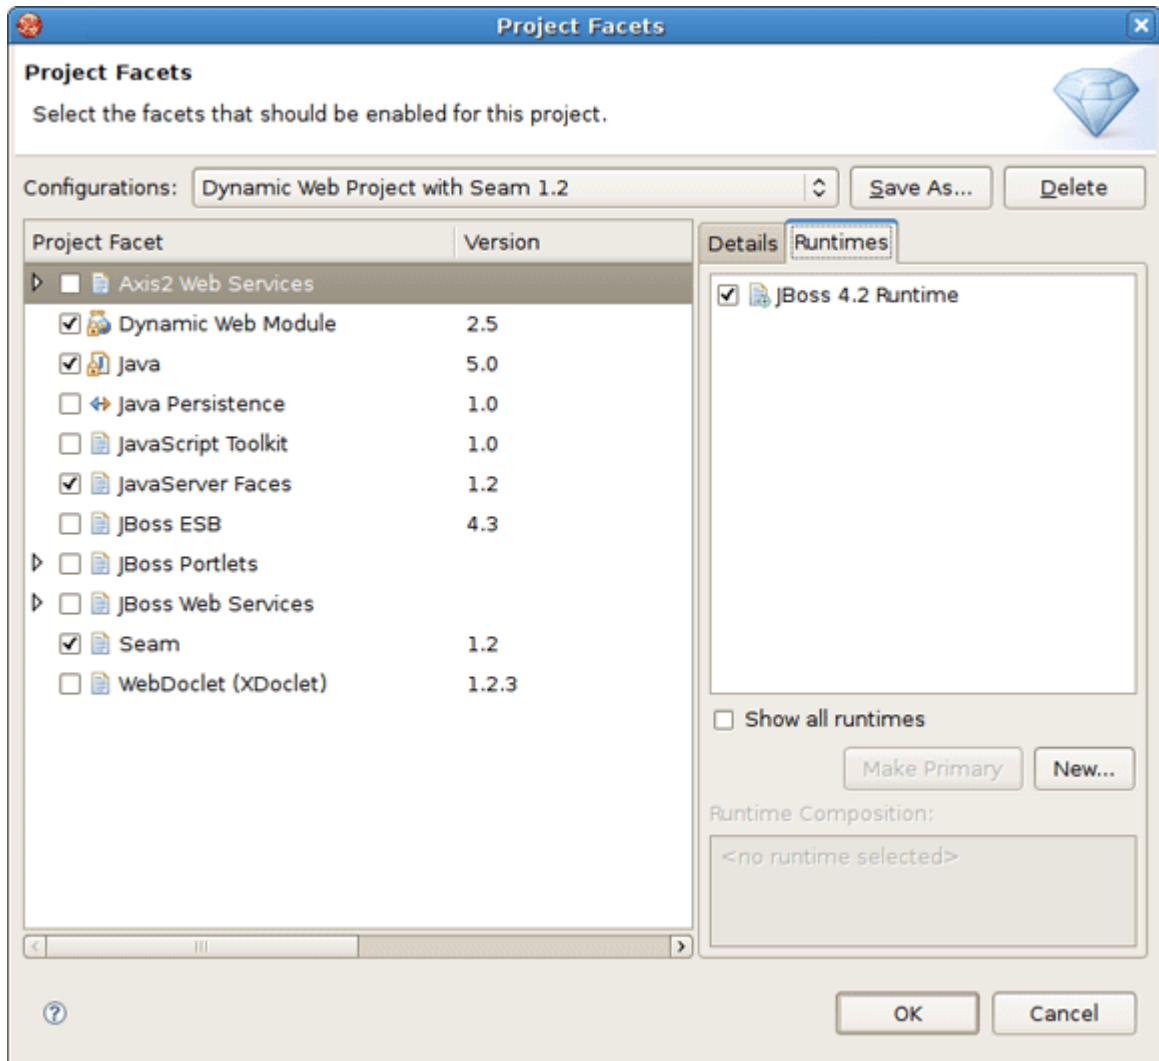 Project Facets
Project Facets
Select the facets that should be enabled for this project.
Configurations: Dynamic Web Project with Seam 1.2 Save As... Delete
Project Facet Version
Axis2 Web Services
Dynamic Web Module 2.5
Java 5.0
Java Persistence 1.0
JavaScript Toolkit 1.0
JavaServer Faces 1.2
JBoss ESB 4.3
JBoss Portlets
JBoss Web Services
Seam 1.2
WebDoclet (XDoclet) 1.2.3
Details Runtimes
JBoss 4.2 Runtime
Show all runtimes
Make Primary New...
Runtime Composition:
<no runtime selected>
OK Cancel